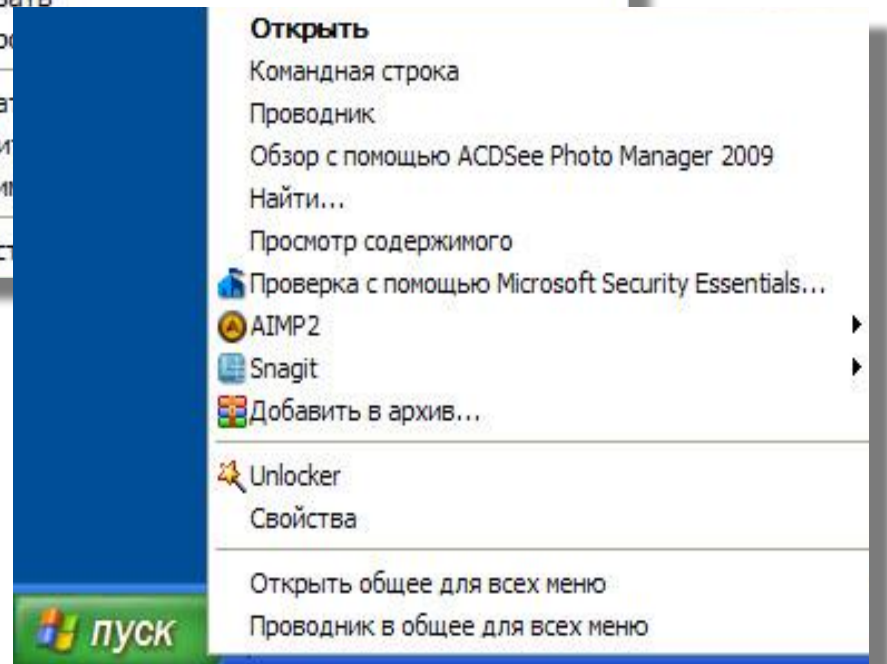 Открыть
Командная строка
Проводник
Обзор с помощью ACDSee Photo Manager 2009
Найти...
Просмотр содержимого
Проверка с помощью Microsoft Security Essentials...
AIMP2
Snagit
Добавить в архив...
Unlocker
Свойства
Открыть общее для всех меню
Проводник в общее для всех меню
пуск